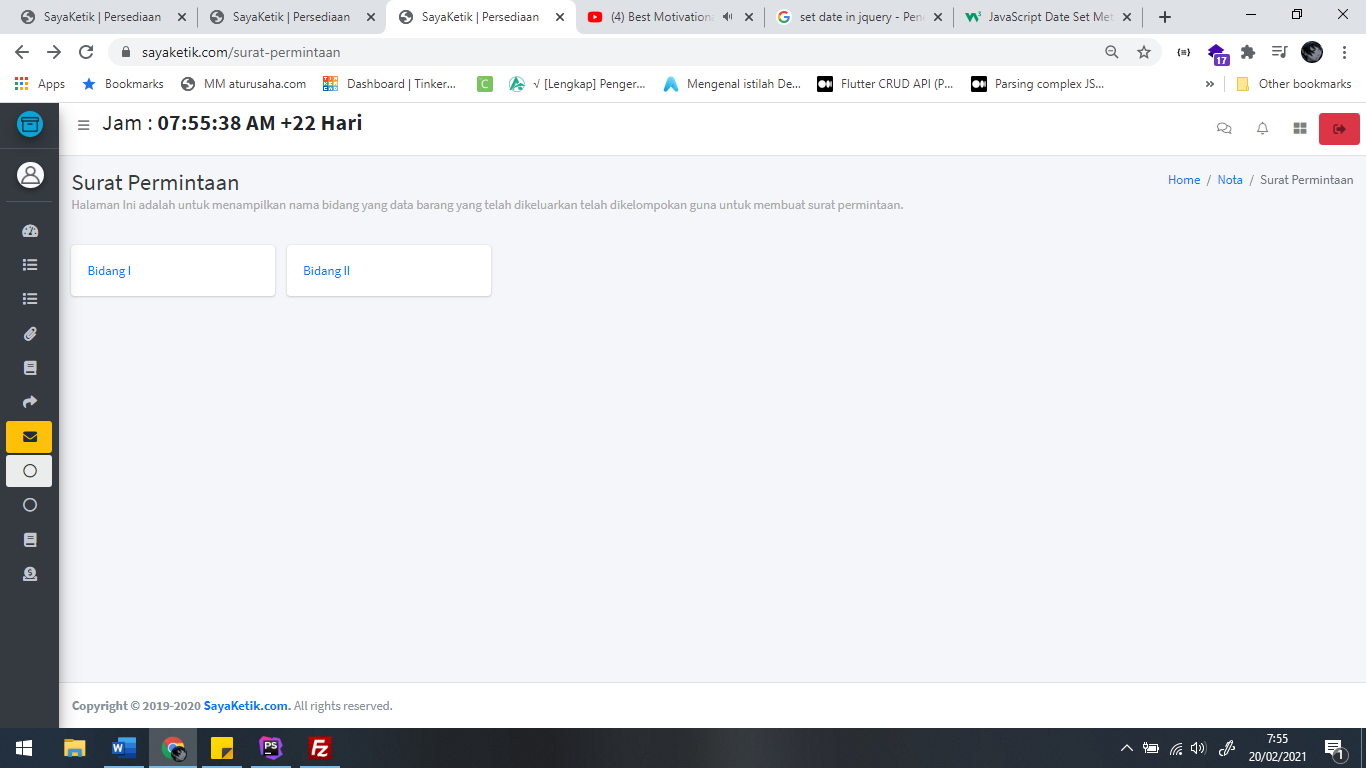 SayaKetik | Persediaan
SayaKetik | Persediaan
SayaKetik | Persediaan
(4) Best Motivationa
set date in jquery - Pen
JavaScript Date Set Met
sayaketik.com/surat-permintaan
17
Apps
Bookmarks
MM aturusaha.com
Dashboard | Tinker...
C
√ [Lengkap] Penger...
Mengenal istilah De...
Flutter CRUD API (P...
Parsing complex JS...
»
Other bookmarks
Jam : 07:55:38 AM +22 Hari
Surat Permintaan
Home / Nota / Surat Permintaan
Halaman Ini adalah untuk menampilkan nama bidang yang data barang yang telah dikeluarkan telah dikelompokan guna untuk membuat surat permintaan.
Bidang I
Bidang II
Copyright © 2019-2020 SayaKetik.com. All rights reserved.
7:55
20/02/2021
1